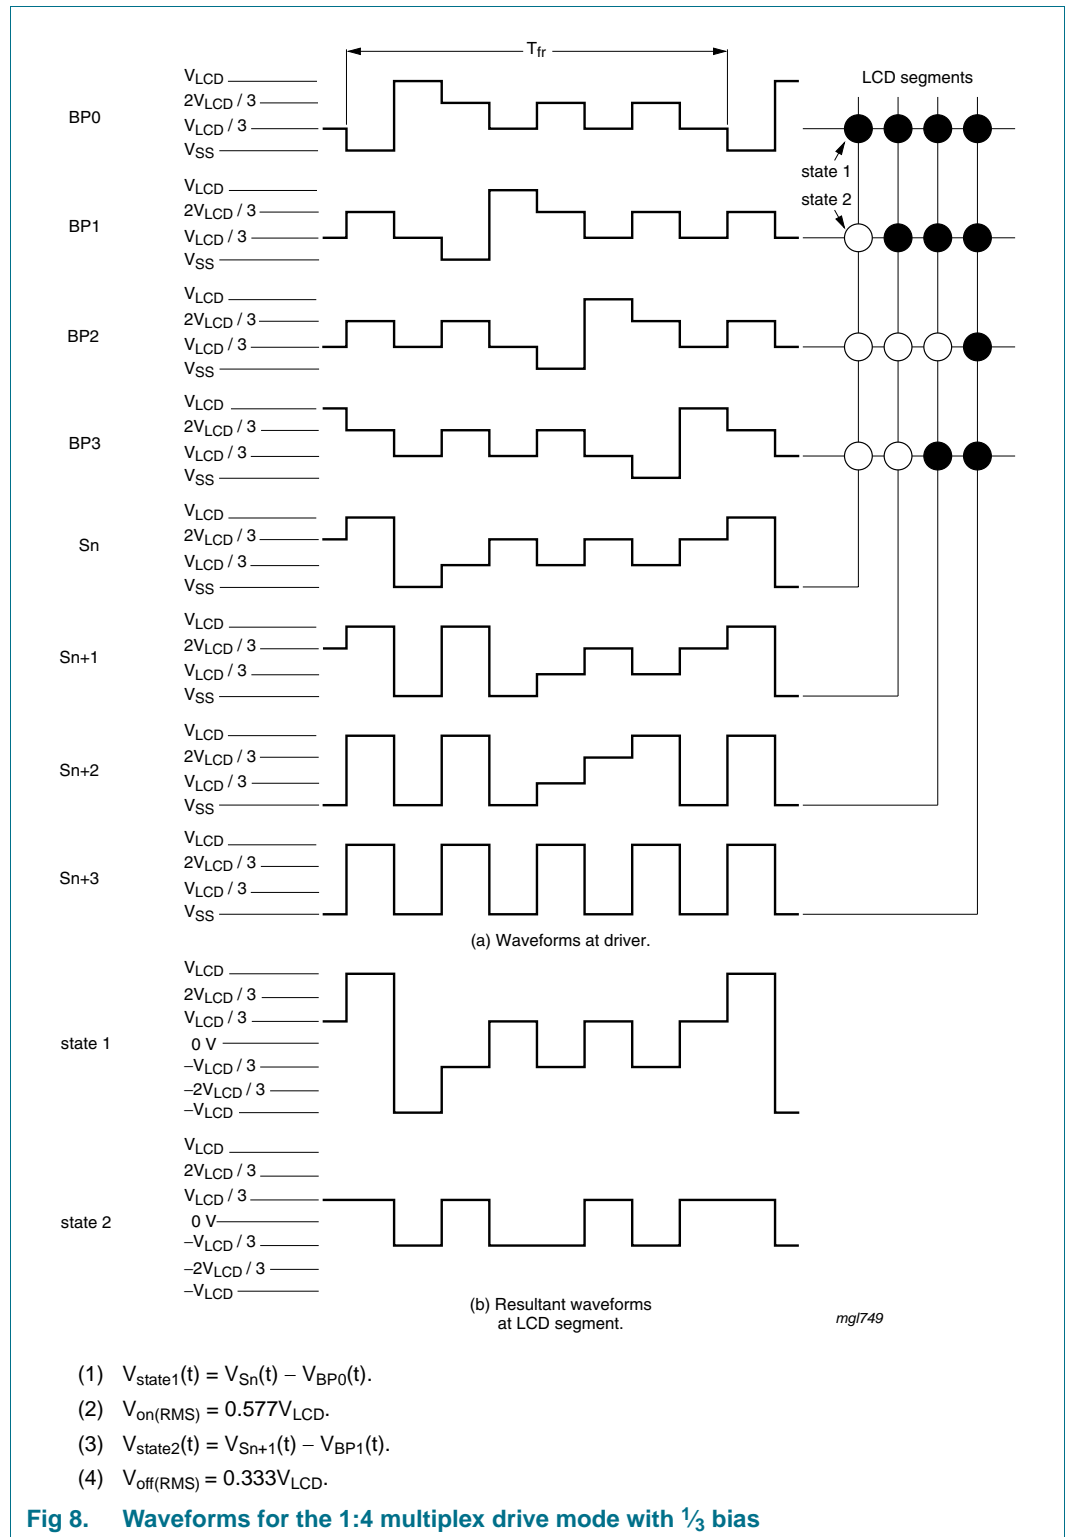 Tfr
VLCD
2VLCD / 3
BP0
VLCD / 3
VSS
LCD segments
state 1
VLCD
state 2
2VLCD / 3
BP1
VLCD / 3
VSS
VLCD
2VLCD / 3
BP2
VLCD / 3
VSS
VLCD
2VLCD / 3
BP3
VLCD / 3
VSS
VLCD
2VLCD / 3
Sn
VLCD / 3
VSS
VLCD
2VLCD / 3
Sn+1
VLCD / 3
VSS
VLCD
2VLCD / 3
Sn+2
VLCD / 3
VSS
VLCD
2VLCD / 3
Sn+3
VLCD / 3
VSS
(a) Waveforms at driver.
VLCD
2VLCD / 3
VLCD / 3
state 1
0 V
−VLCD / 3
−2VLCD / 3
−VLCD
VLCD
2VLCD / 3
VLCD / 3
state 2
0 V
−VLCD / 3
−2VLCD / 3
−VLCD
(b) Resultant waveforms
at LCD segment.
mgl749
(1) Vstate1(t) = VSn(t) − VBP0(t).
(2) Von(RMS) = 0.577VLCD.
(3) Vstate2(t) = VSn+1(t) − VBP1(t).
(4) Voff(RMS) = 0.333VLCD.
Fig 8. Waveforms for the 1:4 multiplex drive mode with 1⁄3 bias